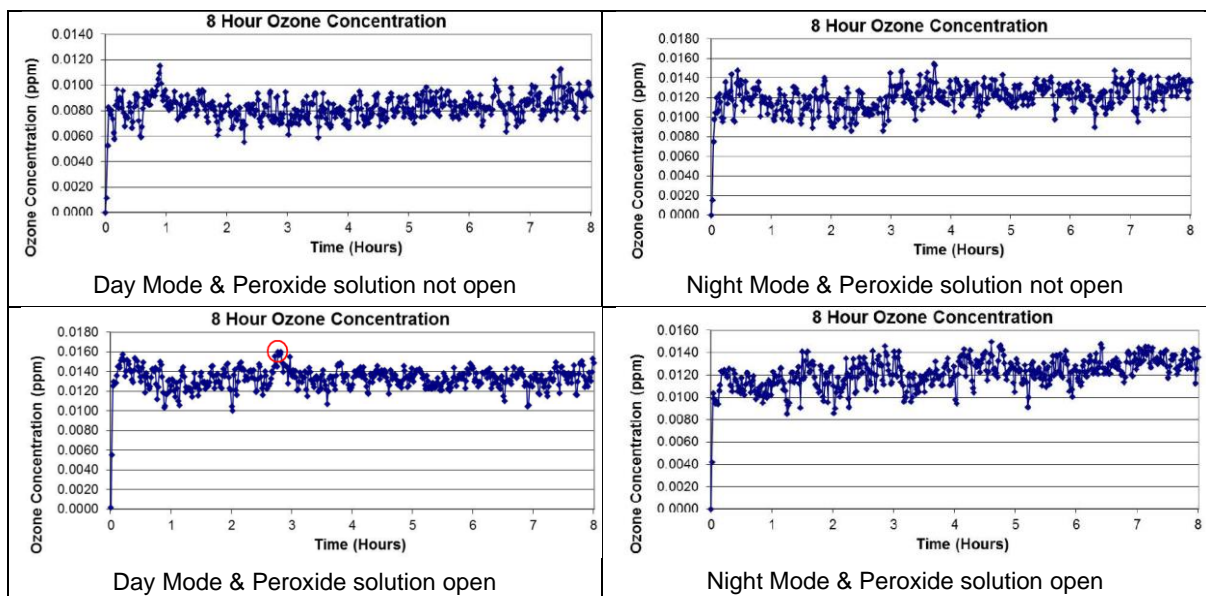 8 Hour Ozone Concentration
Ozone Concentration (ppm)
0.0140
0.0120
0.0100
0.0080
0.0060
0.0040
0.0020
0.0000
0 1 2 3 4 5 6 7 8
Time (Hours)
Day Mode & Peroxide solution not open
8 Hour Ozone Concentration
Ozone Concentration (ppm)
0.0180
0.0160
0.0140
0.0120
0.0100
0.0080
0.0060
0.0040
0.0020
0.0000
0 1 2 3 4 5 6 7 8
Time (Hours)
Night Mode & Peroxide solution not open
8 Hour Ozone Concentration
Ozone Concentration (ppm)
0.0180
0.0160
0.0140
0.0120
0.0100
0.0080
0.0060
0.0040
0.0020
0.0000
0 1 2 3 4 5 6 7 8
Time (Hours)
Day Mode & Peroxide solution open
8 Hour Ozone Concentration
Ozone Concentration (ppm)
0.0160
0.0140
0.0120
0.0100
0.0080
0.0060
0.0040
0.0020
0.0000
0 1 2 3 4 5 6 7 8
Time (Hours)
Night Mode & Peroxide solution open